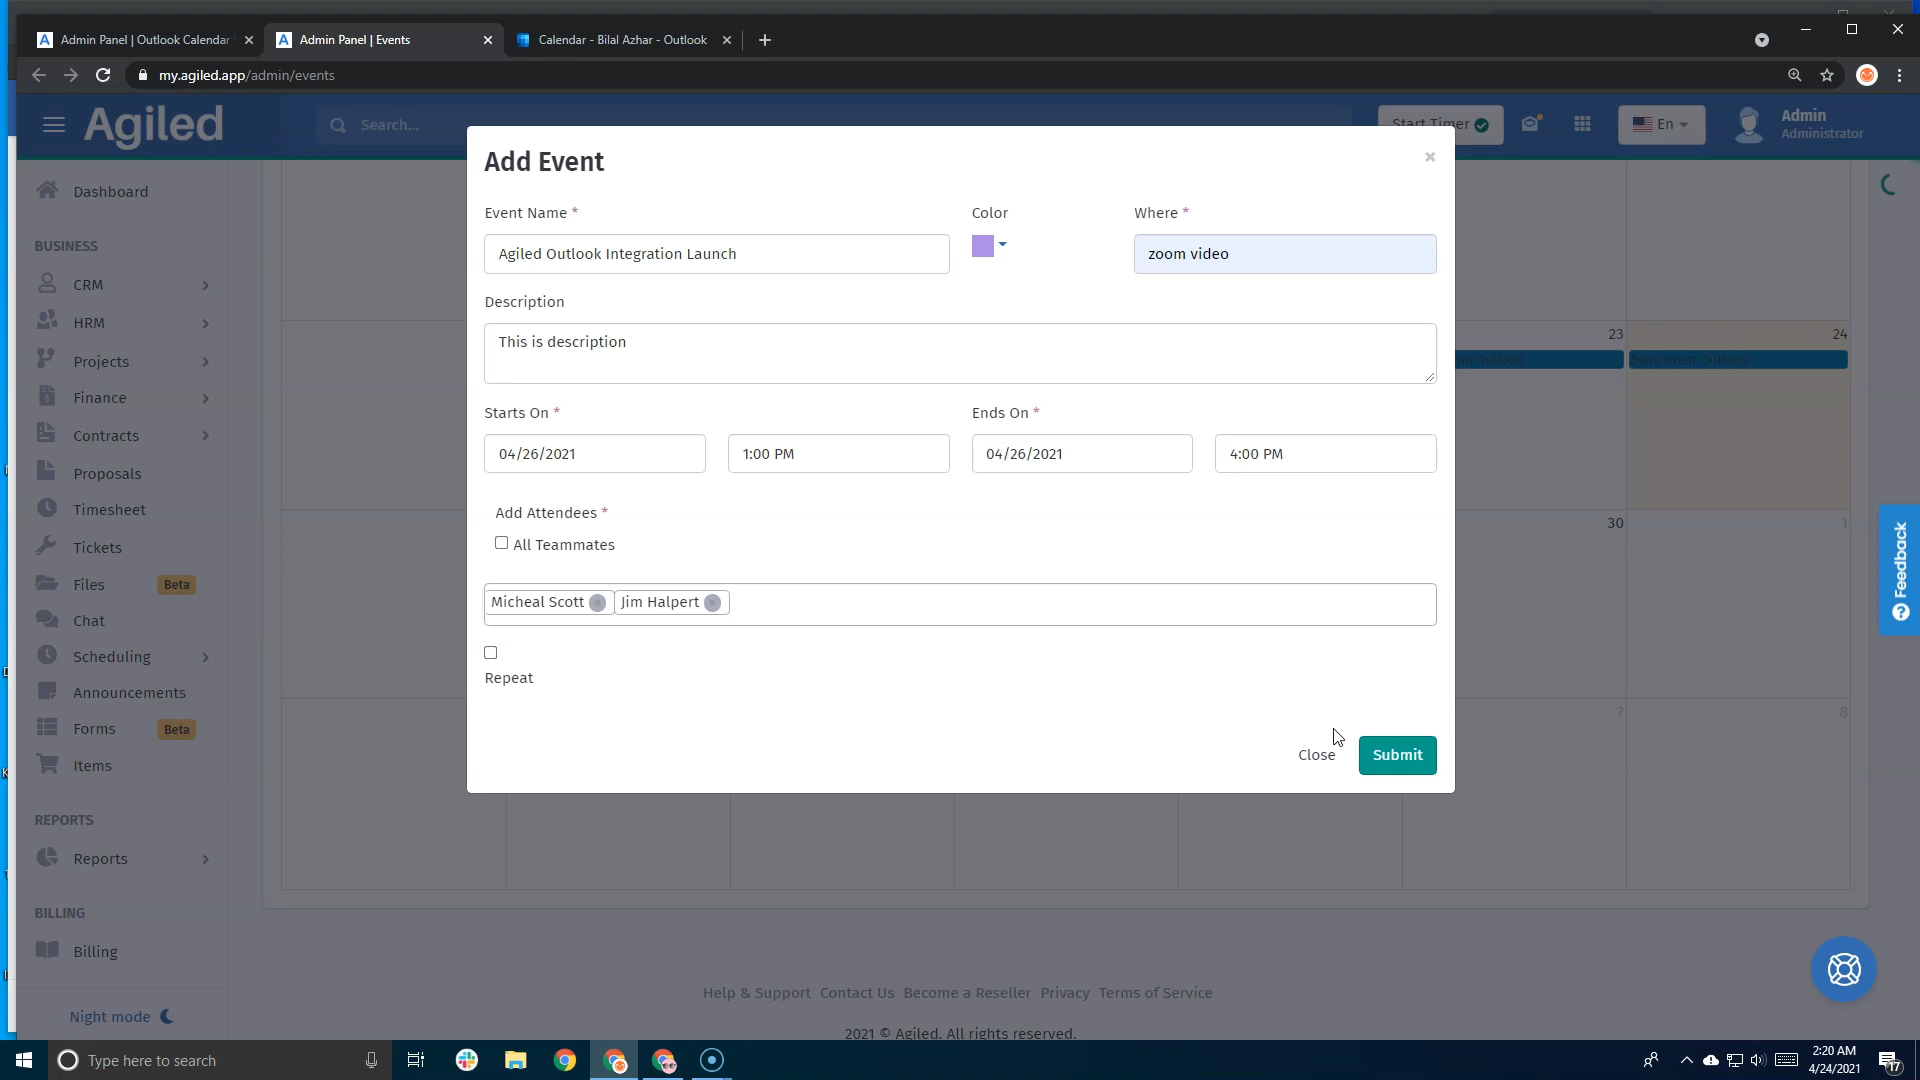 Admin Panel | Outlook Calendar
Admin Panel | Events
Calendar - Bilal Azhar - Outlook
my.agiled.app/admin/events
Agiled
Search...
Start Timer
En
Admin
Administrator
Dashboard
BUSINESS
CRM
HRM
Projects
Finance
Contracts
Proposals
Timesheet
Tickets
Files Beta
Chat
Scheduling
Announcements
Forms Beta
Items
REPORTS
Reports
BILLING
Billing
Night mode
Add Event
×
Event Name *
Color
Where *
Agiled Outlook Integration Launch
zoom video
Description
This is description
Starts On *
Ends On *
04/26/2021
1:00 PM
04/26/2021
4:00 PM
Add Attendees *
All Teammates
Micheal Scott
Jim Halpert
Repeat
Close
Submit
23
24
Outlook
Event Outlook
30
1
7
8
Feedback
Help & Support Contact Us Become a Reseller Privacy Terms of Service
2021 © Agiled. All rights reserved.
Type here to search
2:20 AM
4/24/2021
17